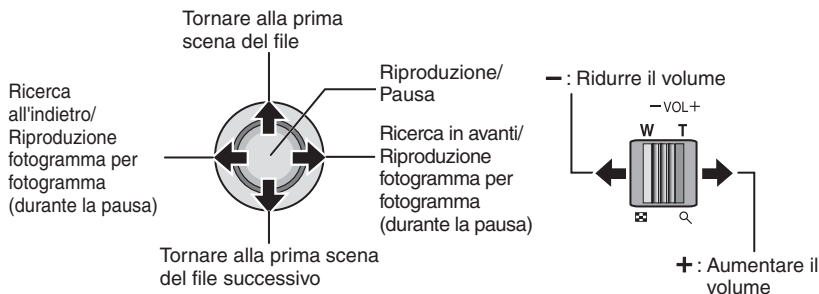 Tornare alla prima
scena del file
Ricerca
all'indietro/
Riproduzione
fotogramma per
fotogramma
(durante la pausa)
Riproduzione/
Pausa
Ricerca in avanti/
Riproduzione
fotogramma per
fotogramma
(durante la pausa)
Tornare alla prima scena
del file successivo
− : Ridurre il volume
− VOL +
W T
+ : Aumentare il
volume